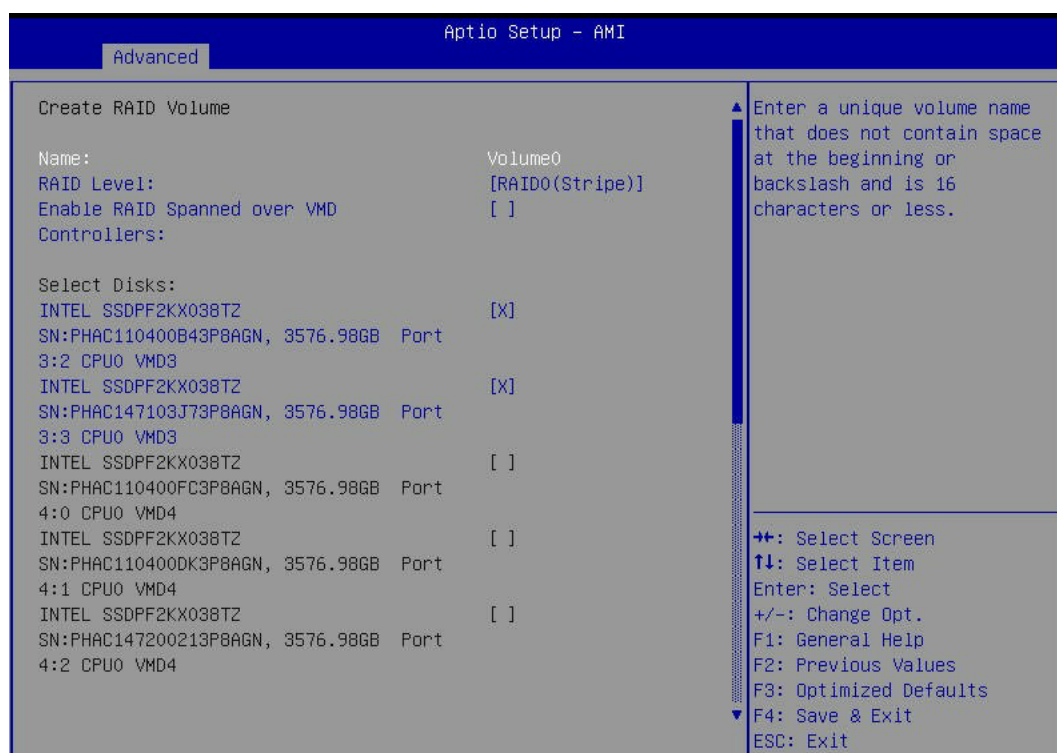 Aptio Setup – AMI
Advanced
Create RAID Volume
Name: Volume0
RAID Level: [RAID0(Stripe)]
Enable RAID Spanned over VMD [ ]
Controllers:
Select Disks:
INTEL SSDPF2KX038TZ [X]
SN:PHAC110400B43P8AGN, 3576.98GB Port
3:2 CPU0 VMD3
INTEL SSDPF2KX038TZ [X]
SN:PHAC147103J73P8AGN, 3576.98GB Port
3:3 CPU0 VMD3
INTEL SSDPF2KX038TZ [ ]
SN:PHAC110400FC3P8AGN, 3576.98GB Port
4:0 CPU0 VMD4
INTEL SSDPF2KX038TZ [ ]
SN:PHAC110400DK3P8AGN, 3576.98GB Port
4:1 CPU0 VMD4
INTEL SSDPF2KX038TZ [ ]
SN:PHAC147200213P8AGN, 3576.98GB Port
4:2 CPU0 VMD4
Enter a unique volume name
that does not contain space
at the beginning or
backslash and is 16
characters or less.
→←: Select Screen
↑↓: Select Item
Enter: Select
+/-: Change Opt.
F1: General Help
F2: Previous Values
F3: Optimized Defaults
F4: Save & Exit
ESC: Exit